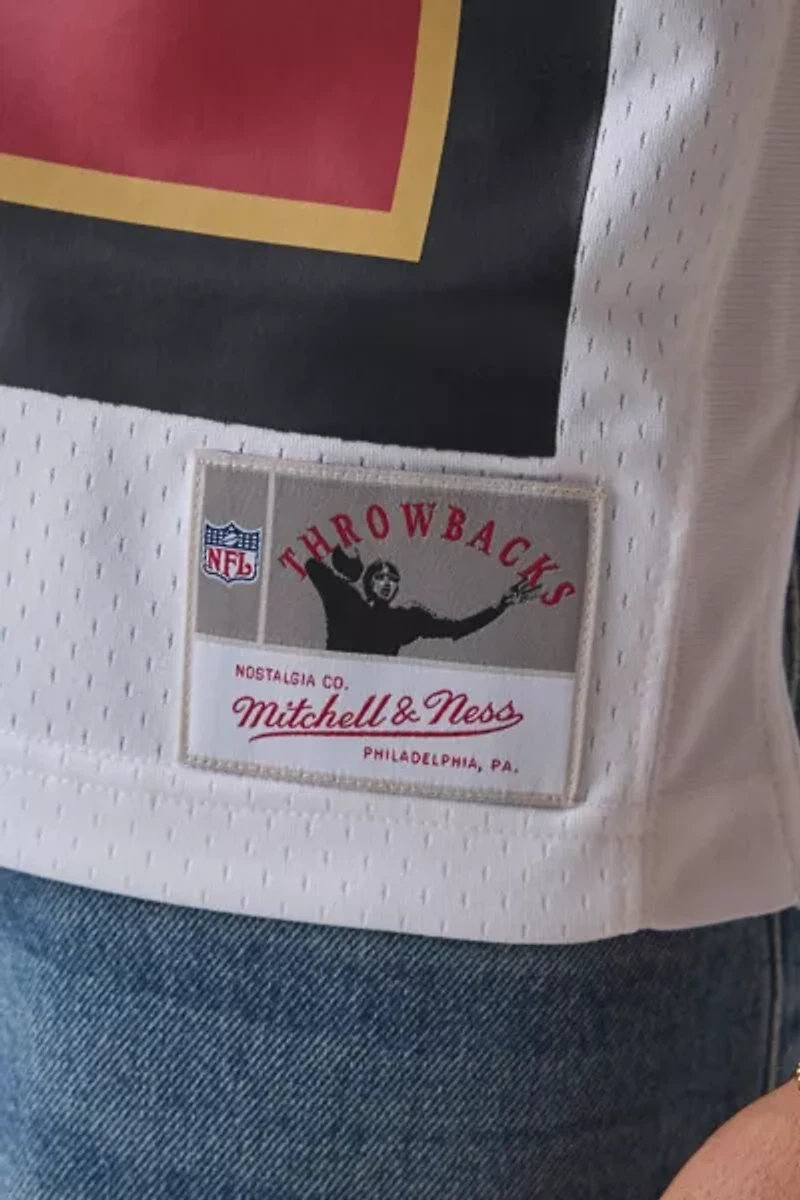 THROWBACKS
NFL
NOSTALGIA CO.
Mitchell & Ness
PHILADELPHIA, PA.